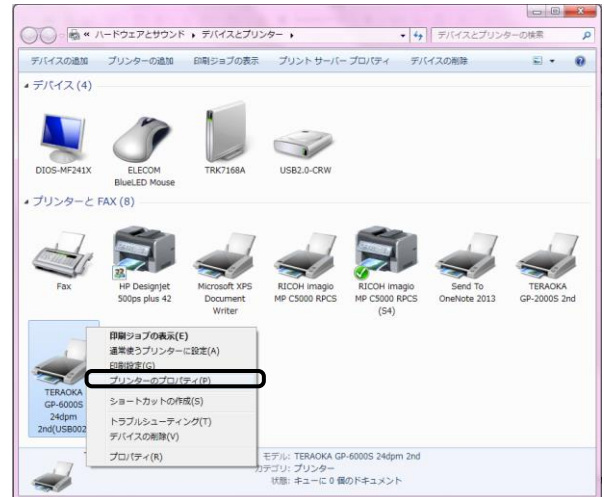 « ハードウェアとサウンド ▸ デバイスとプリンター ▸
デバイスとプリンターの検索
デバイスの追加 プリンターの追加 印刷ジョブの表示 プリント サーバー プロパティ デバイスの削除
デバイス (4)
DIOS-MF241X
ELECOM
BlueLED Mouse
TRK7168A
USB2.0-CRW
プリンターと FAX (8)
Fax
HP Designjet
500ps plus 42
Microsoft XPS
Document
Writer
RICOH imagio
MP C5000 RPCS
RICOH imagio
MP C5000 RPCS
(S4)
Send To
OneNote 2013
TERAOKA
GP-2000S 2nd
TERAOKA
GP-6000S
24dpm
2nd(USB002
印刷ジョブの表示(E)
通常使うプリンターに設定(A)
印刷設定(G)
プリンターのプロパティ(P)
ショートカットの作成(S)
トラブルシューティング(T)
デバイスの削除(V)
プロパティ(R)
モデル: TERAOKA GP-6000S 24dpm 2nd
カテゴリ: プリンター
状態: キューに 0 個のドキュメント